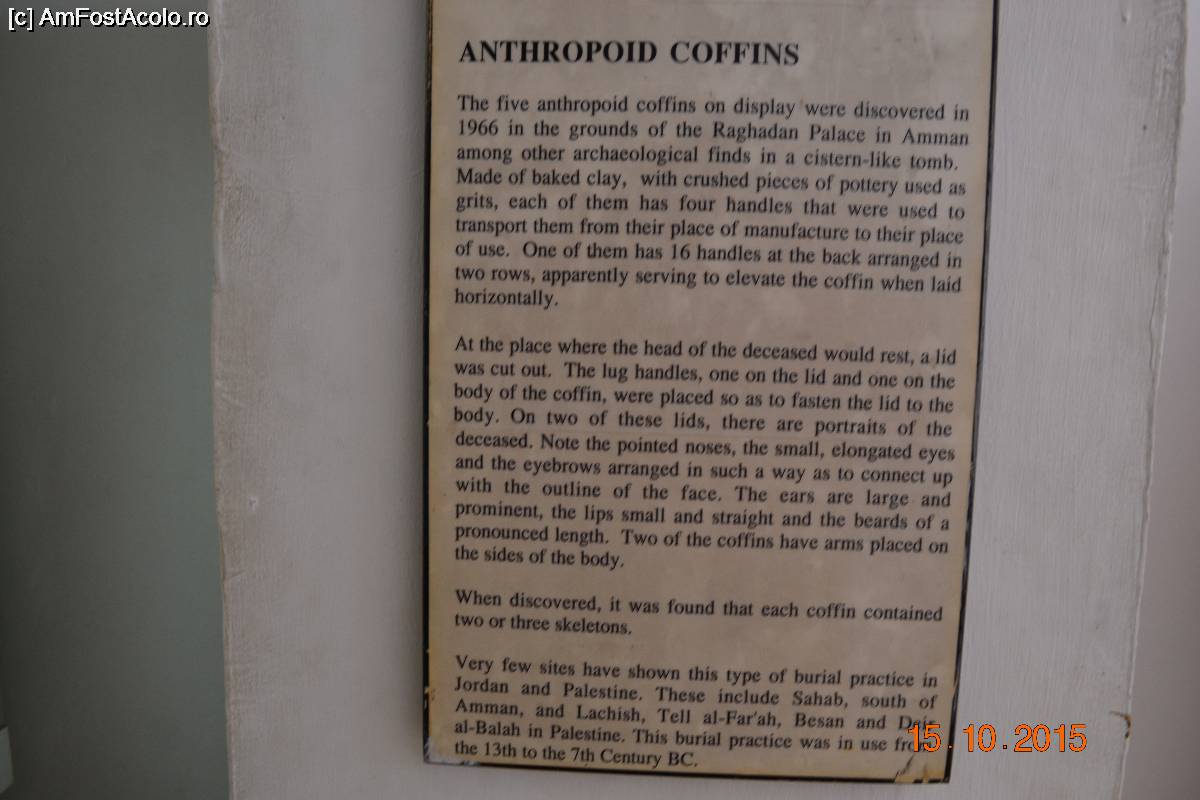 [c] AmFostAcolo.ro
ANTHROPOID COFFINS
The five anthropoid coffins on display were discovered in
1966 in the grounds of the Raghadan Palace in Amman
among other archaeological finds in a cistern-like tomb.
Made of baked clay, with crushed pieces of pottery used as
grits, each of them has four handles that were used to
transport them from their place of manufacture to their place
of use. One of them has 16 handles at the back arranged in
two rows, apparently serving to elevate the coffin when laid
horizontally.
At the place where the head of the deceased would rest, a lid
was cut out. The lug handles, one on the lid and one on the
body of the coffin, were placed so as to fasten the lid to the
body. On two of these lids, there are portraits of the
deceased. Note the pointed noses, the small, elongated eyes
and the eyebrows arranged in such a way as to connect up
with the outline of the face. The ears are large and
prominent, the lips small and straight and the beards of a
pronounced length. Two of the coffins have arms placed on
the sides of the body.
When discovered, it was found that each coffin contained
two or three skeletons.
Very few sites have shown this type of burial practice in
Jordan and Palestine. These include Sahab, south of
Amman, and Lachish, Tell al-Far'ah, Besan and Deir
al-Balah in Palestine. This burial practice was in use from
the 13th to the 7th Century BC.
15.10.2015